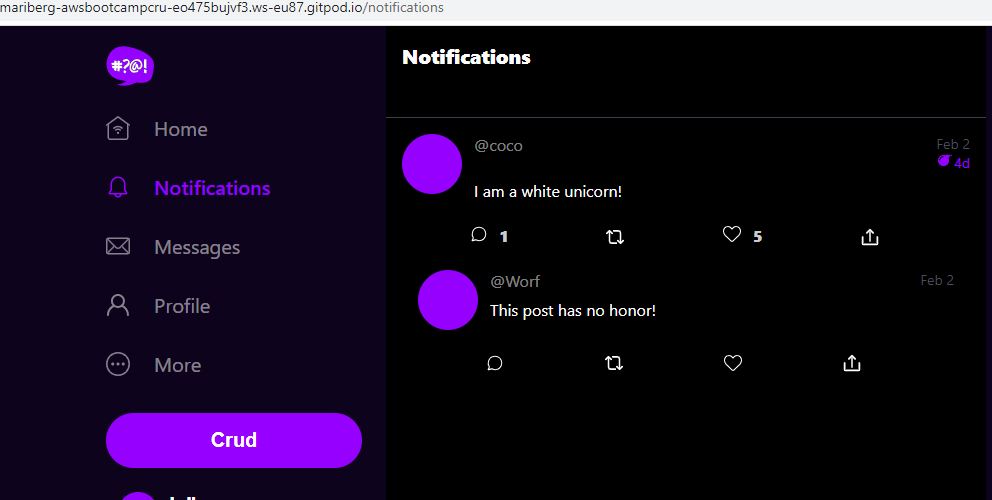 mariberg-awsbootcampcru-eo475bujvf3.ws-eu87.gitpod.io/notifications
#?@!
Home
Notifications
Messages
Profile
More
Crud
Notifications
@coco
Feb 2
4d
I am a white unicorn!
1
5
@Worf
Feb 2
This post has no honor!